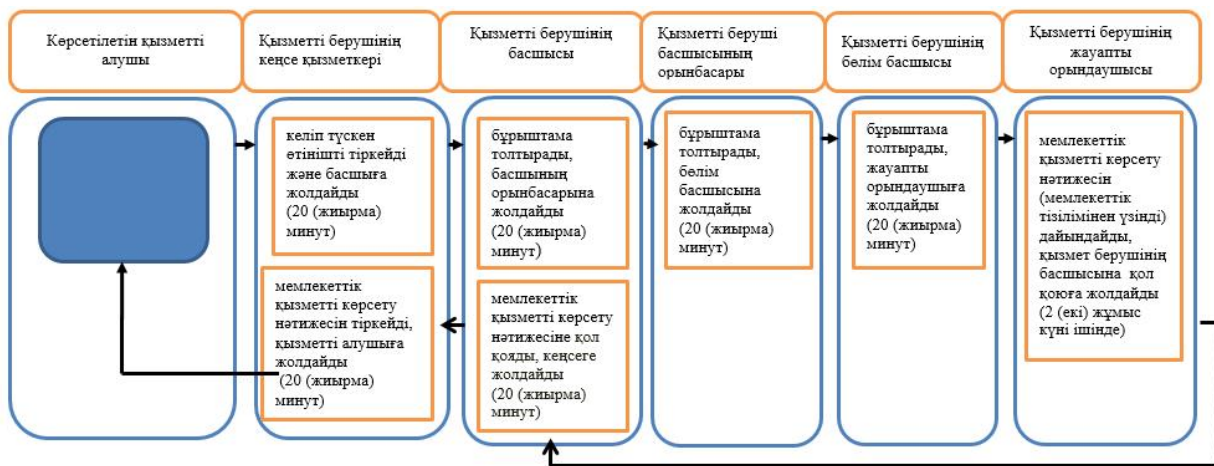 Көрсетілетін қызметті
алушы
Қызметті берушінің
кеңсе қызметкері
Қызметті берушінің
басшысы
Қызметті беруші
басшысының
орынбасары
Қызметті берушінің
бөлім басшысы
Қызметті берушінің
жауапты
орындаушысы
келіп түскен
өтінішті тіркейді
және басшыға
жолдайды
(20 (жиырма)
минут)
бұрыштама
толтырады,
басшының
орынбасарына
жолдайды
(20 (жиырма)
минут)
бұрыштама
толтырады,
бөлім
басшысына
жолдайды
(20 (жиырма)
минут)
бұрыштама
толтырады,
жауапты
орындаушыға
жолдайды
(20 (жиырма)
минут)
мемлекеттік
қызметті көрсету
нәтижесін
(мемлекеттік
тізілімінен үзінді)
дайындайды,
қызмет берушінің
басшысына қол
қоюға жолдайды
(2 (екі) жұмыс
күні ішінде)
мемлекеттік
қызметті көрсету
нәтижесін тіркейді,
қызметті алушыға
жолдайды
(20 (жиырма)
минут)
мемлекеттік
қызметті көрсету
нәтижесіне қол
қояды, кеңсеге
жолдайды
(20 (жиырма)
минут)